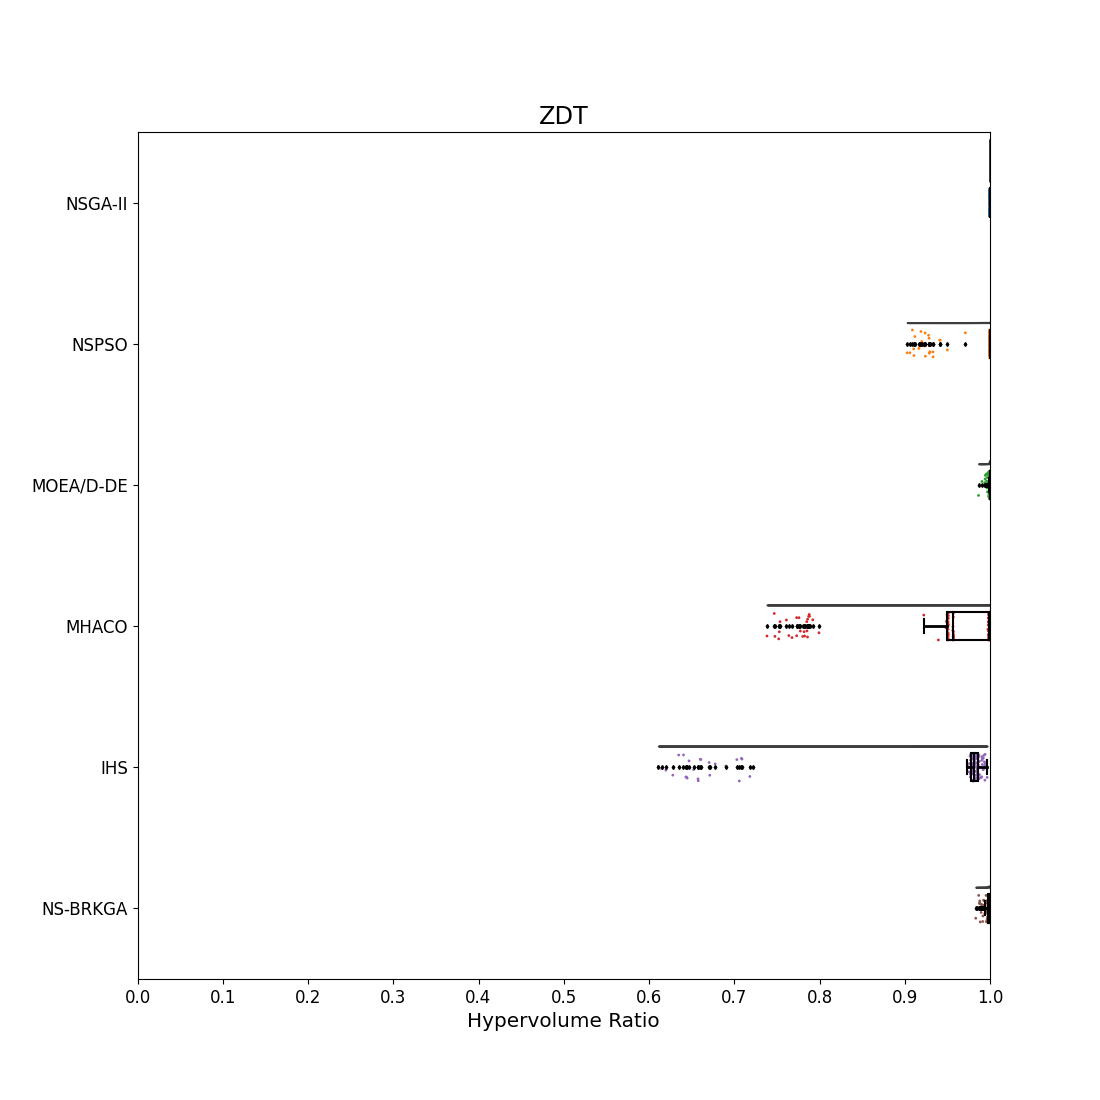 ZDT
NSGA-II
NSPSO
MOEA/D-DE
MHACO
IHS
NS-BRKGA
0.0 0.1 0.2 0.3 0.4 0.5 0.6 0.7 0.8 0.9 1.0
Hypervolume Ratio